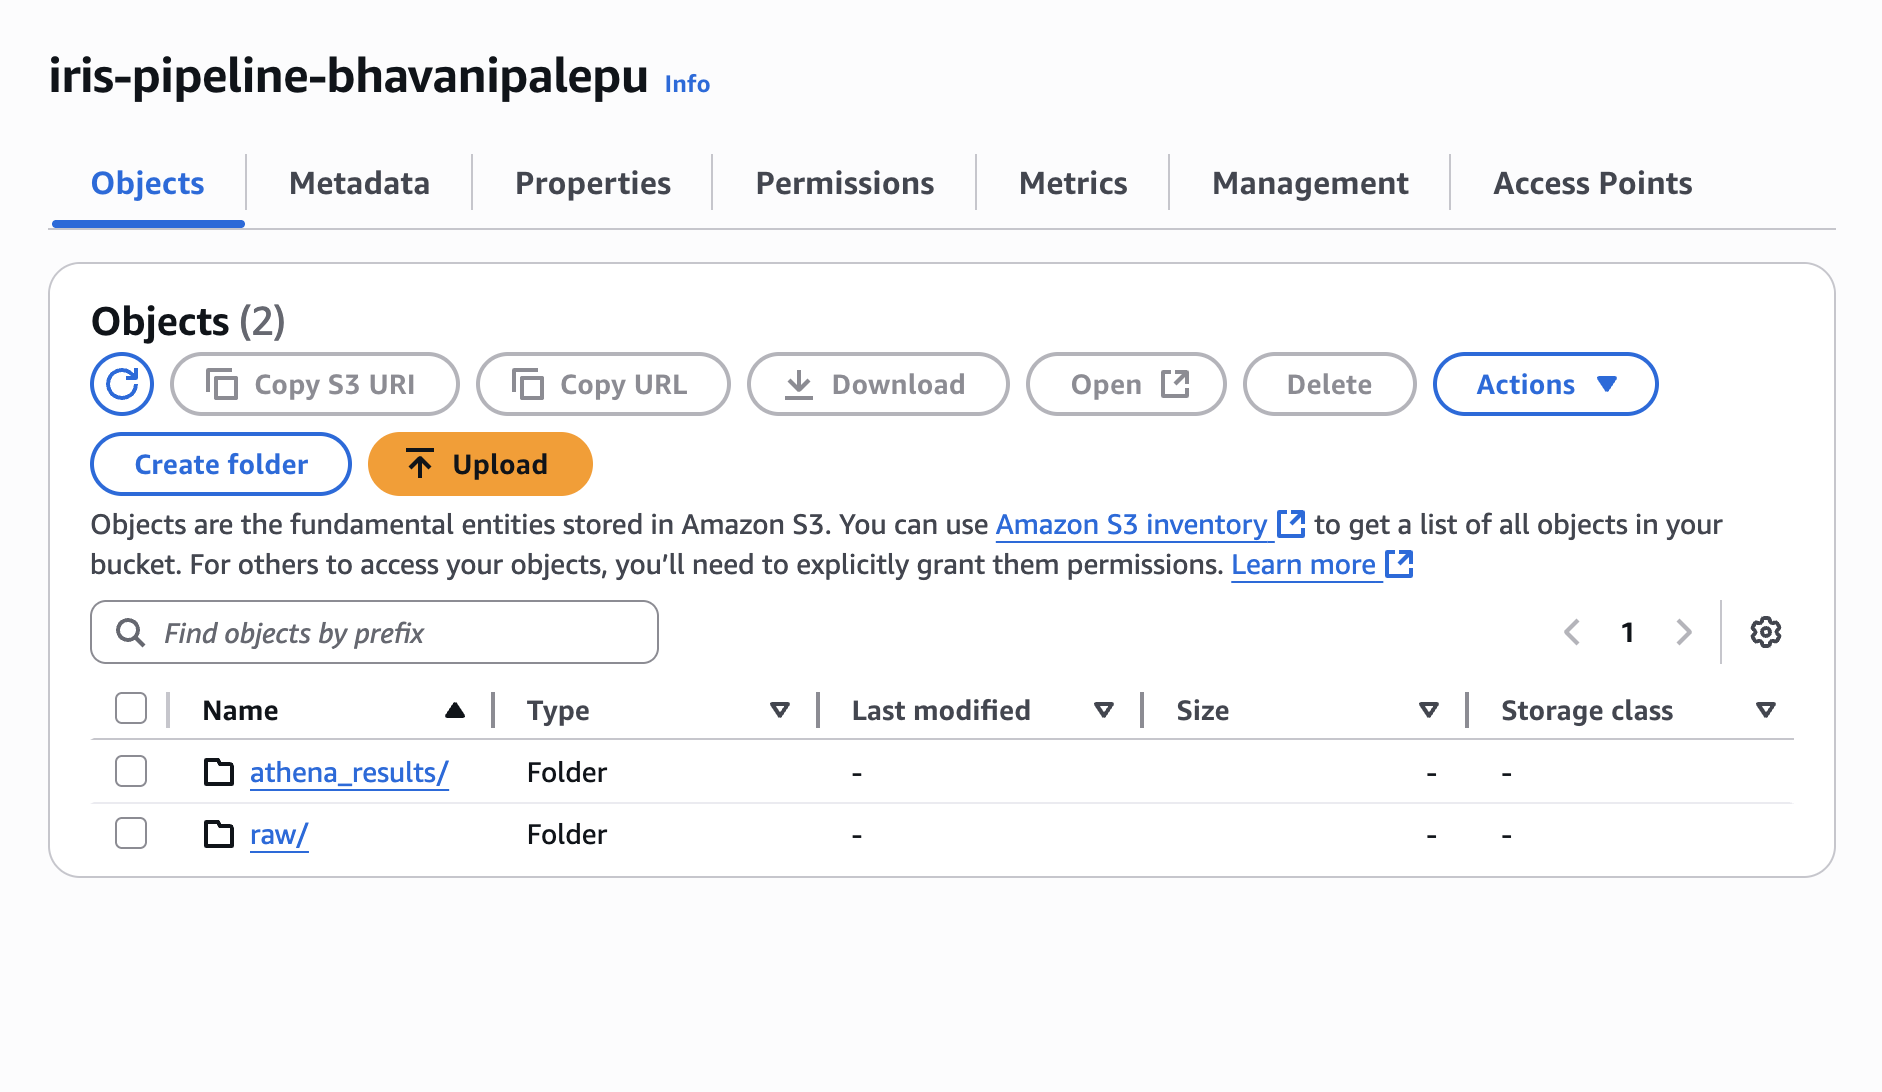 iris-pipeline-bhavanipalepu Info
Objects Metadata Properties Permissions Metrics Management Access Points
Objects (2)
Copy S3 URI Copy URL Download Open Delete Actions
Create folder Upload
Objects are the fundamental entities stored in Amazon S3. You can use Amazon S3 inventory to get a list of all objects in your
bucket. For others to access your objects, you’ll need to explicitly grant them permissions. Learn more
Find objects by prefix 1
Name Type Last modified Size Storage class
athena_results/ Folder - - -
raw/ Folder - - -